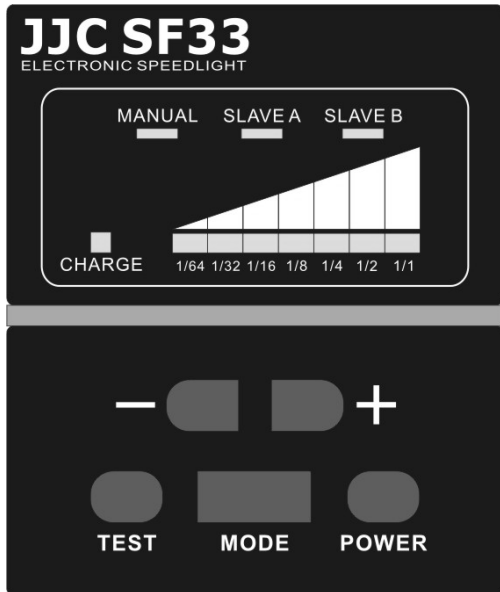 JJC SF33
ELECTRONIC SPEEDLIGHT
MANUAL SLAVE A SLAVE B
CHARGE 1/64 1/32 1/16 1/8 1/4 1/2 1/1
− +
TEST MODE POWER